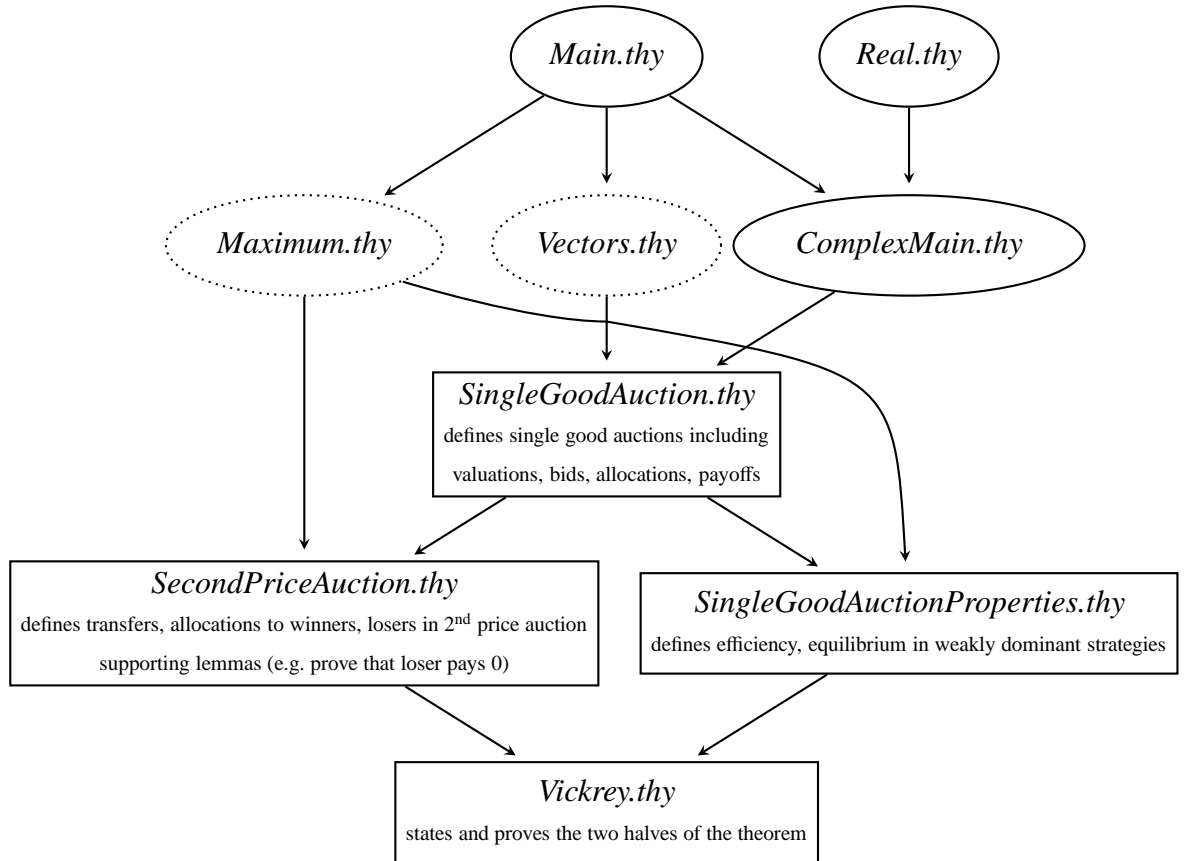 Main.thy
Real.thy
Maximum.thy
Vectors.thy
ComplexMain.thy
SingleGoodAuction.thy
defines single good auctions including
valuations, bids, allocations, payoffs
SecondPriceAuction.thy
defines transfers, allocations to winners, losers in 2nd price auction
supporting lemmas (e.g. prove that loser pays 0)
SingleGoodAuctionProperties.thy
defines efficiency, equilibrium in weakly dominant strategies
Vickrey.thy
states and proves the two halves of the theorem